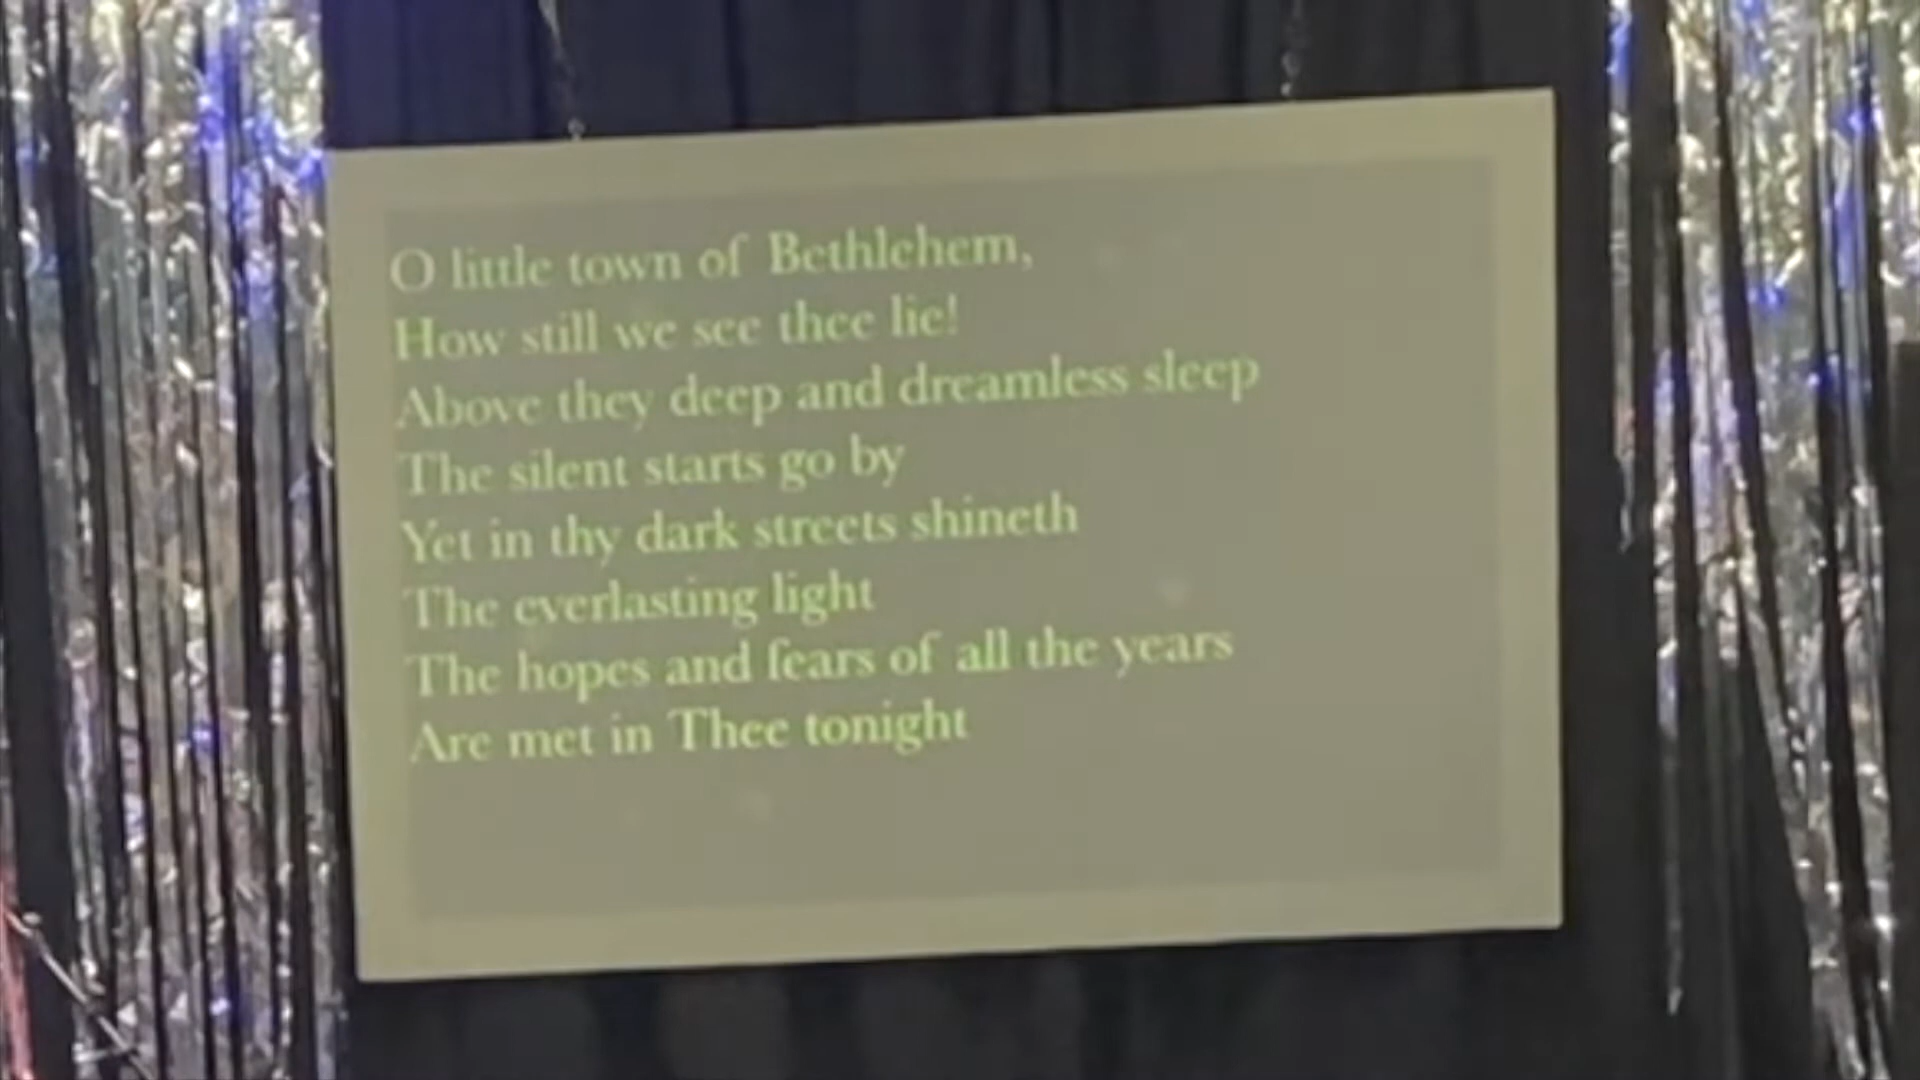 O little town of Bethlehem,
How still we see thee lie!
Above they deep and dreamless sleep
The silent starts go by
Yet in thy dark streets shineth
The everlasting light
The hopes and fears of all the years
Are met in Thee tonight